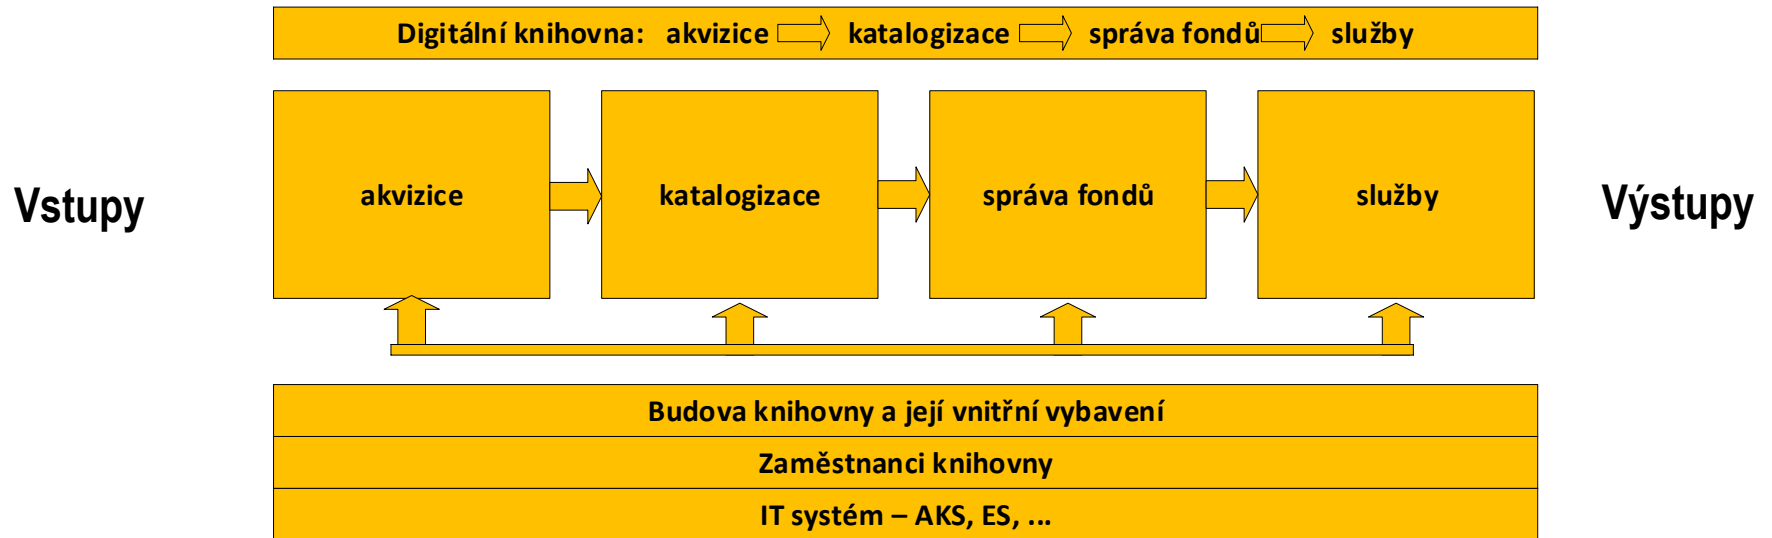 Digitální knihovna: akvizice katalogizace správa fondů služby
Vstupy
akvizice
katalogizace
správa fondů
služby
Výstupy
Budova knihovny a její vnitřní vybavení
Zaměstnanci knihovny
IT systém – AKS, ES, ...